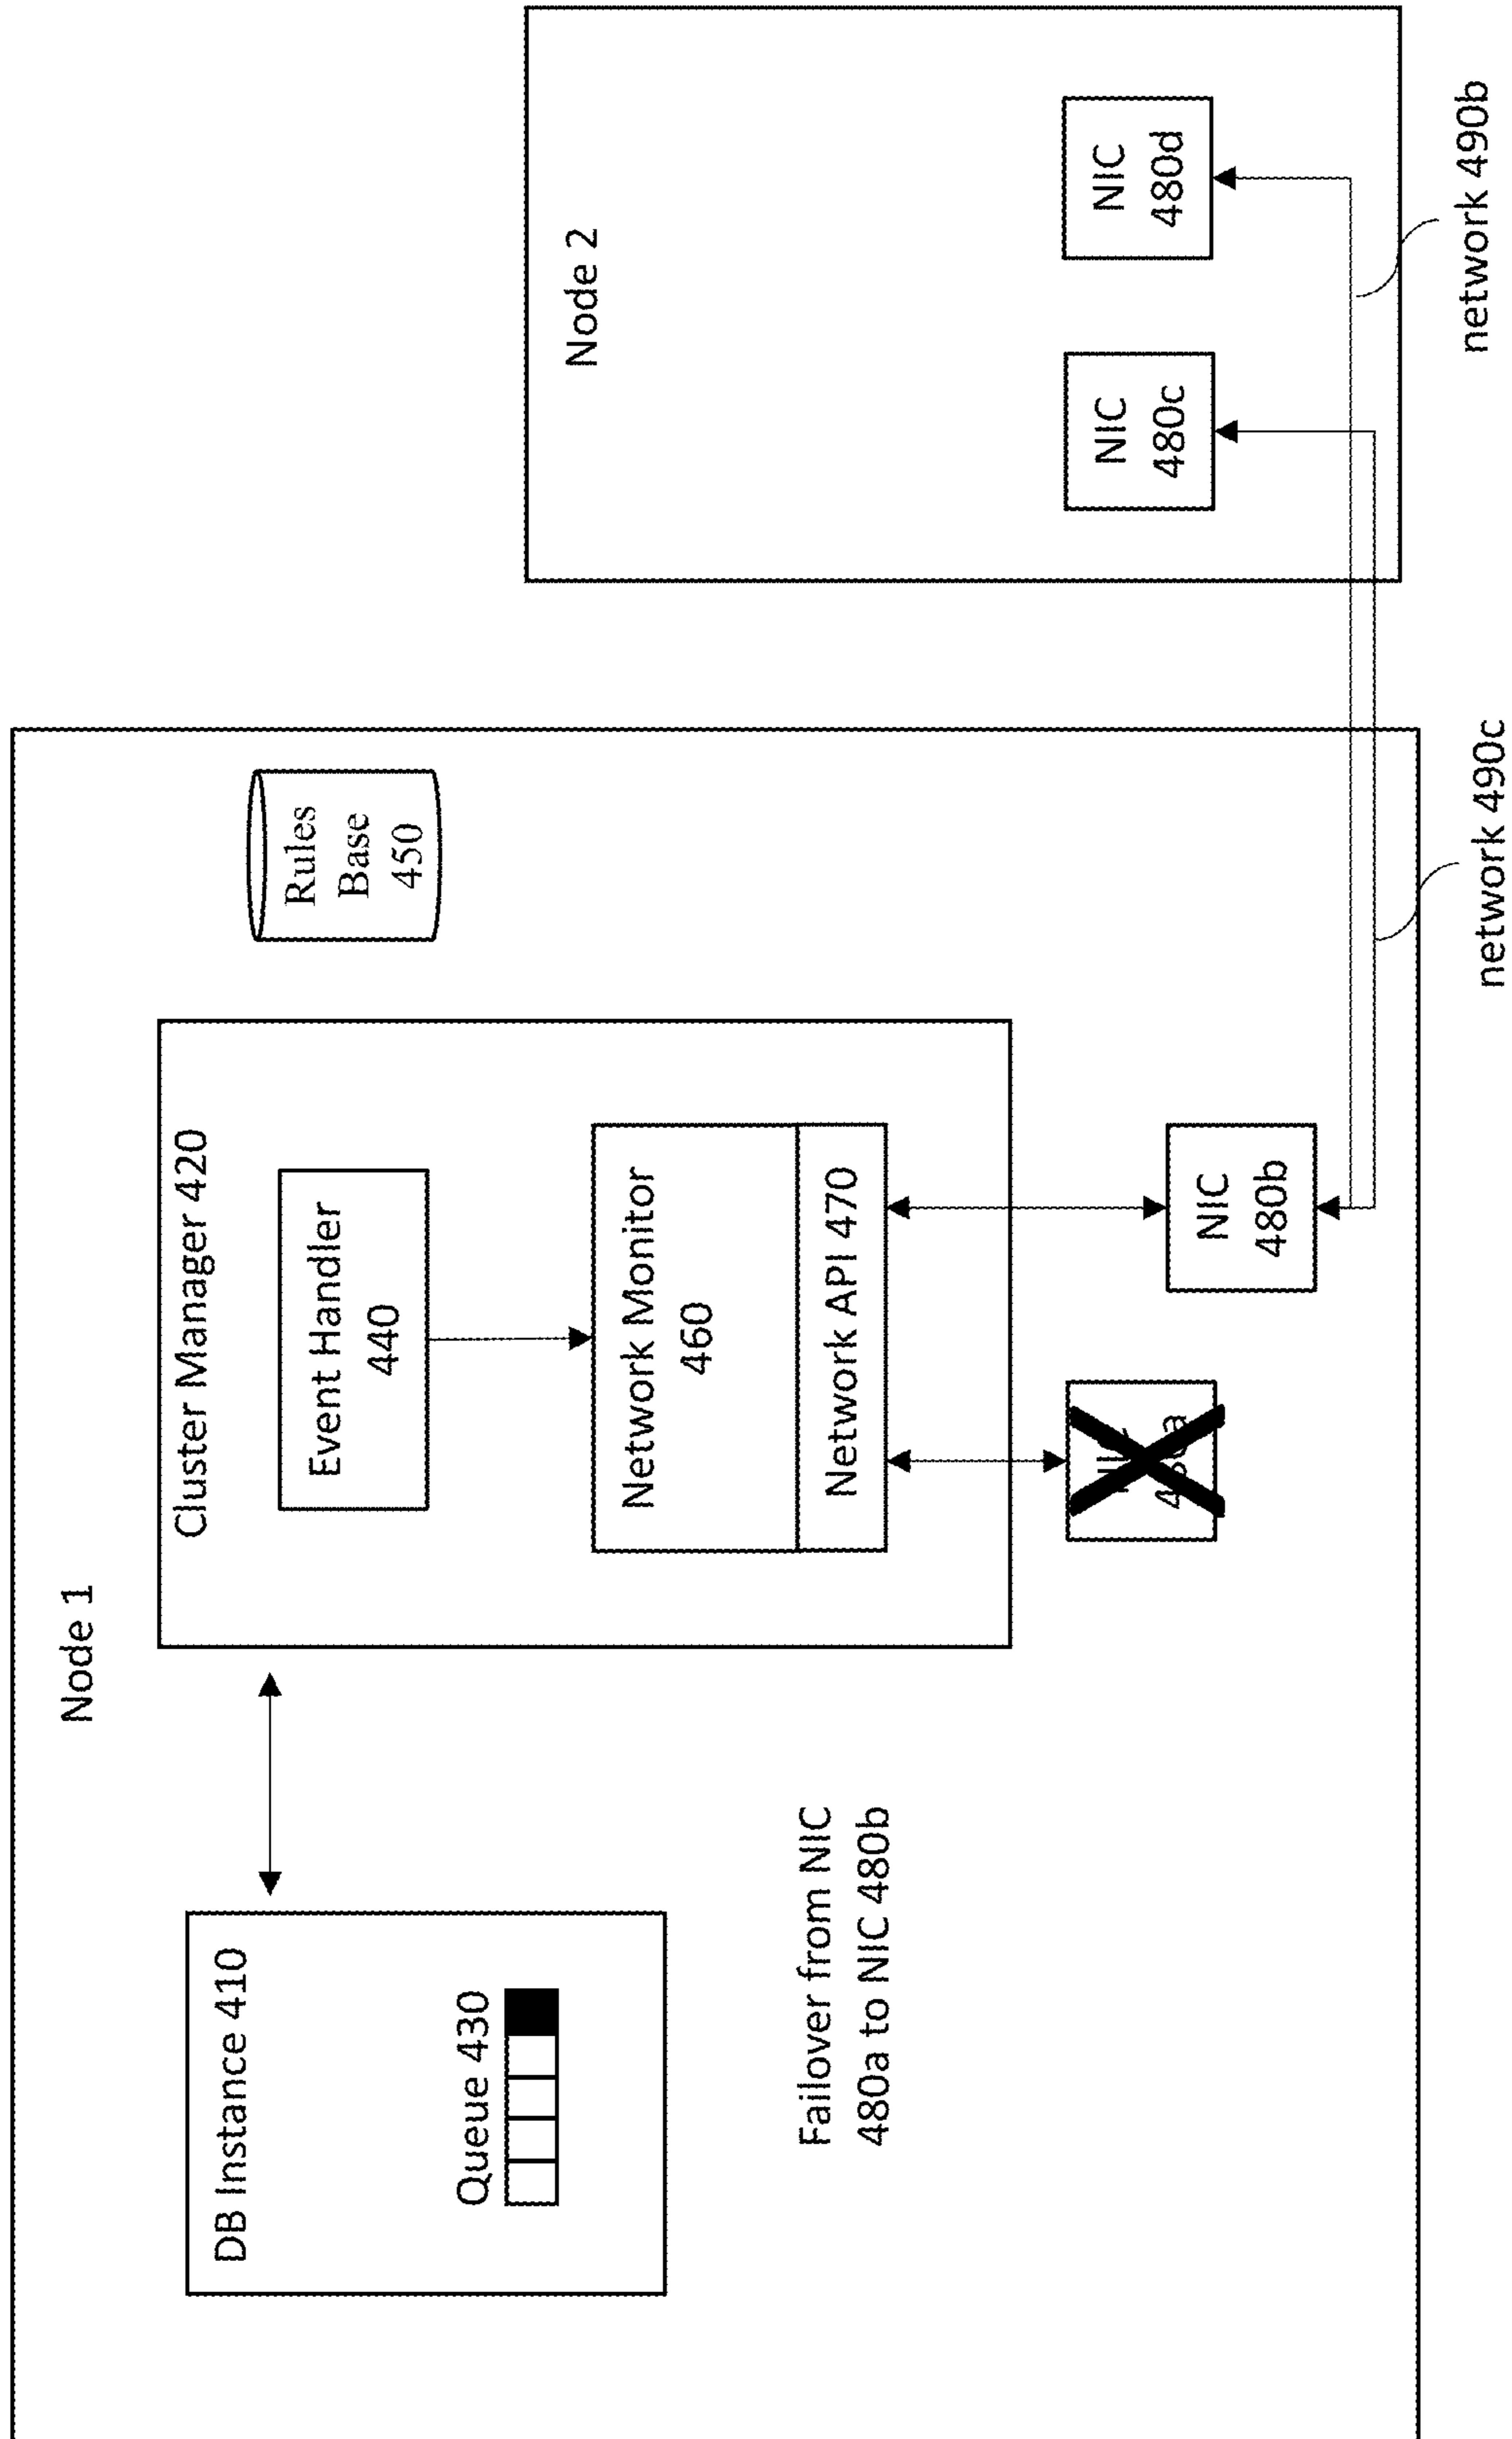 Node 1
DB Instance 410
Queue 430
Failover from NIC
480a to NIC 480b
Cluster Manager 420
Event Handler
440
Network Monitor
460
Network API 470
NIC
480b
Rules
Base
450
network 490c
Node 2
NIC
480c
NIC
480d
network 490b